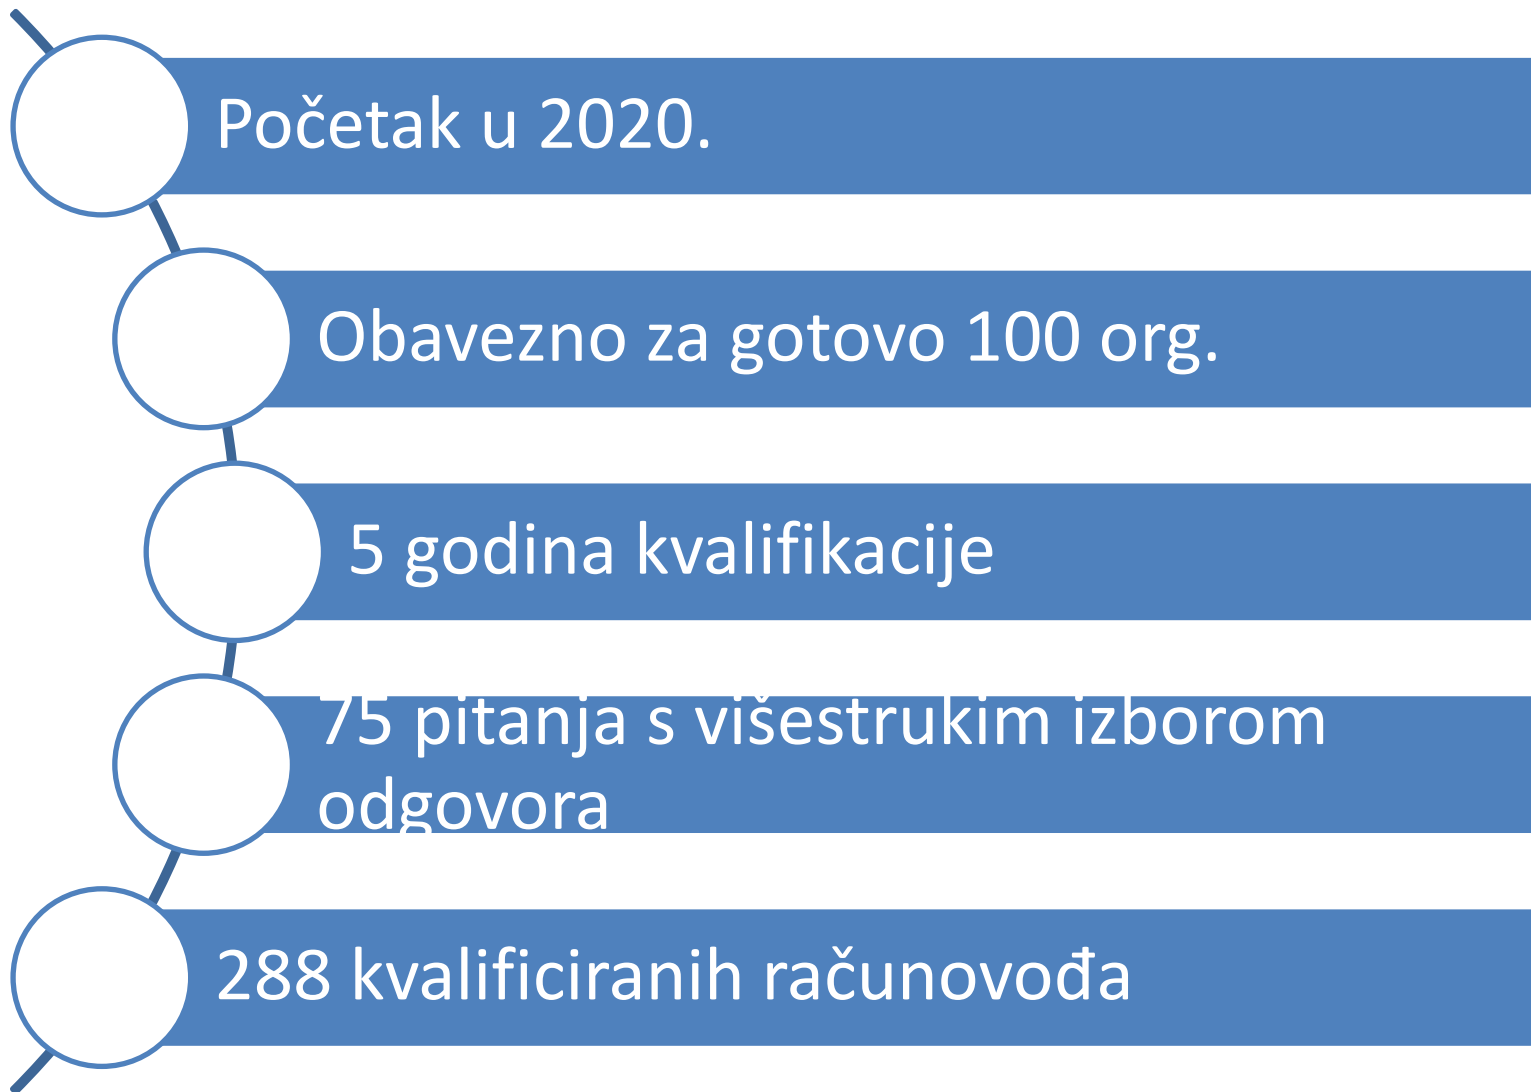 Početak u 2020.
Obavezno za gotovo 100 org.
5 godina kvalifikacije
75 pitanja s višestrukim izborom
odgovora
288 kvalificiranih računovođa